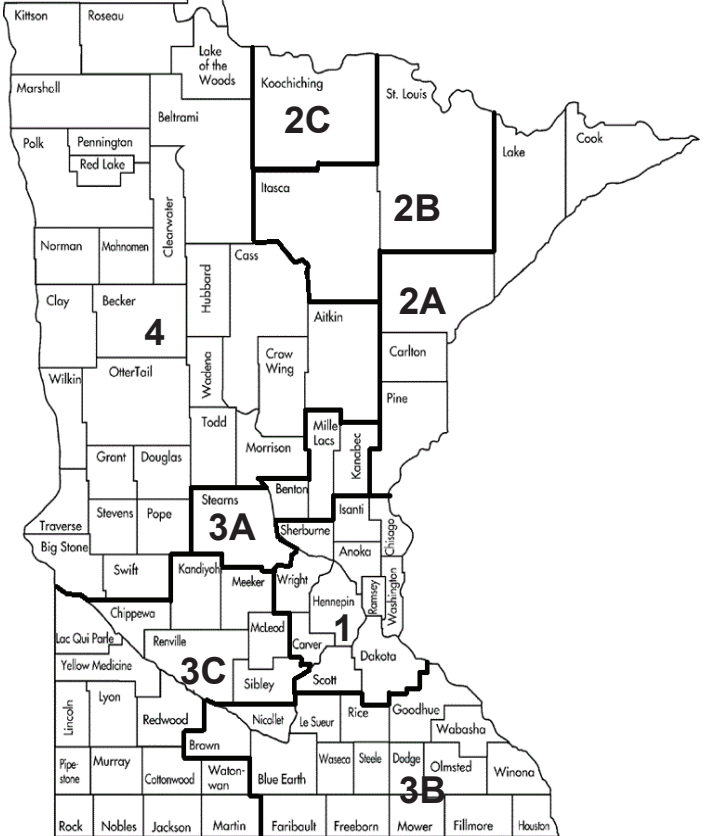 Kittson
Roseau
Lake
of the
Woods
Koochiching
2C
St. Louis
Marshall
Beltrami
Polk
Pennington
Red Lake
Lake
Cook
Itasca
2B
Clearwater
Norman
Mahnomen
Cass
Hubbard
Clay
Becker
4
2A
Aitkin
Carlton
Crow
Wing
Wadena
OtterTail
Wilkin
Pine
Todd
Mille
Lacs
Kanabec
Morrison
Grant
Douglas
Benton
Stearns
3A
Isanti
Stevens
Pope
Traverse
Sherburne
Chisago
Big Stone
Anoka
Swift
Kandiyohi
Meeker
Wright
Washington
Ramsey
Hennepin
1
Chippewa
McLeod
Lac Qui Parle
Renville
Carver
Dakota
Yellow Medicine
3C
Sibley
Scott
Lincoln
Lyon
Redwood
Nicollet
Le Sueur
Rice
Goodhue
Wabasha
Brown
Pipe-
stone
Murray
Cottonwood
Waton-
wan
Blue Earth
Waseca
Steele
Dodge
Olmsted
Winona
3B
Rock
Nobles
Jackson
Martin
Faribault
Freeborn
Mower
Fillmore
Houston